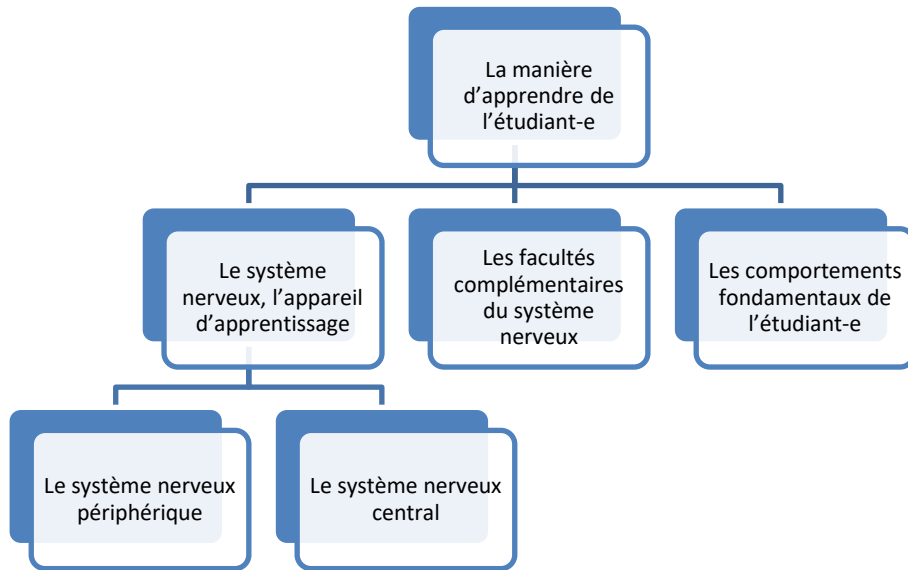 La manière
d'apprendre de
l'étudiant-e
Le système
nerveux, l'appareil
d'apprentissage
Les facultés
complémentaires
du système
nerveux
Les comportements
fondamentaux de
l'étudiant-e
Le système nerveux
périphérique
Le système nerveux
central